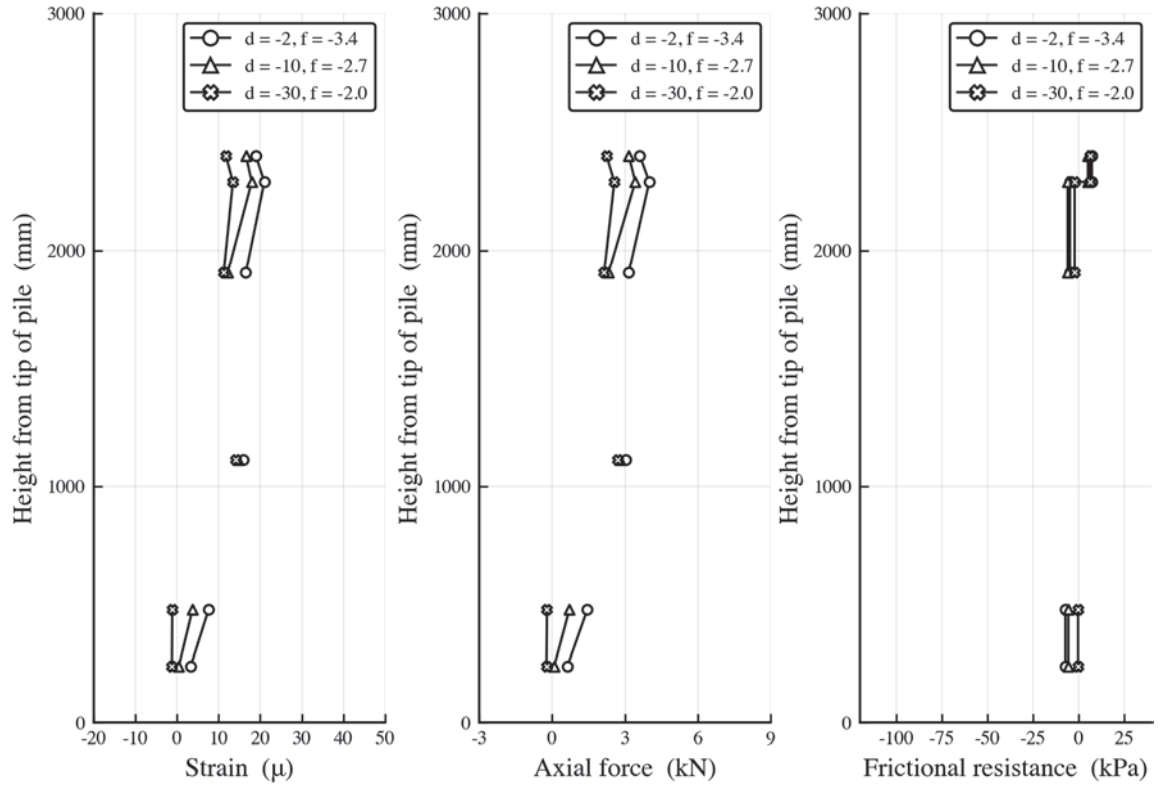 3000
2000
1000
0
Height from tip of pile (mm)
d = -2, f = -3.4
d = -10, f = -2.7
d = -30, f = -2.0
-20 -10 0 10 20 30 40 50
Strain (μ)
3000
2000
1000
0
Height from tip of pile (mm)
d = -2, f = -3.4
d = -10, f = -2.7
d = -30, f = -2.0
-3 0 3 6 9
Axial force (kN)
3000
2000
1000
0
Height from tip of pile (mm)
d = -2, f = -3.4
d = -10, f = -2.7
d = -30, f = -2.0
-100 -75 -50 -25 0 25
Frictional resistance (kPa)